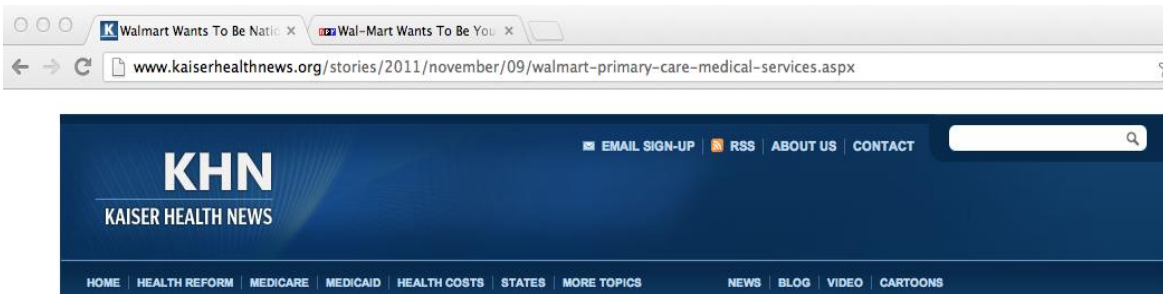 Walmart Wants To Be Natio
npr Wal-Mart Wants To Be You
www.kaiserhealthnews.org/stories/2011/november/09/walmart-primary-care-medical-services.aspx
EMAIL SIGN-UP | RSS | ABOUT US | CONTACT
KHN
KAISER HEALTH NEWS
HOME | HEALTH REFORM | MEDICARE | MEDICAID | HEALTH COSTS | STATES | MORE TOPICS NEWS | BLOG | VIDEO | CARTOONS